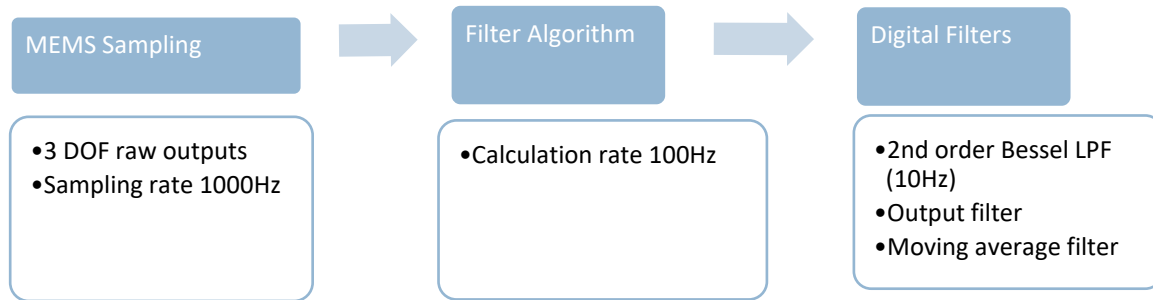 MEMS Sampling
•3 DOF raw outputs
•Sampling rate 1000Hz
Filter Algorithm
•Calculation rate 100Hz
Digital Filters
•2nd order Bessel LPF
(10Hz)
•Output filter
•Moving average filter